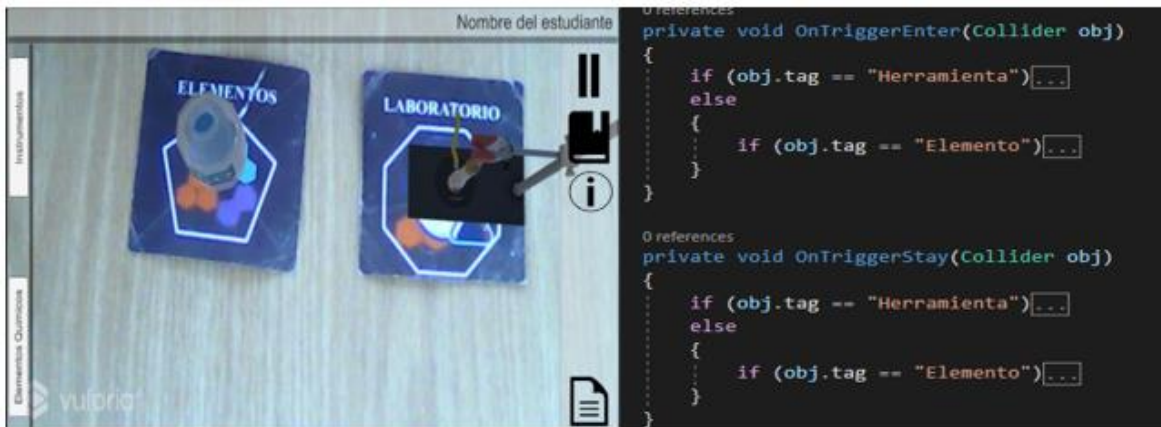 Nombre del estudiante
Instrumentos
ELEMENTOS
LABORATORIO
i
Elementos Químicos
vuforia
0 references
private void OnTriggerEnter(Collider obj)
{
if (obj.tag == "Herramienta")...
else
{
if (obj.tag == "Elemento")...
}
}
0 references
private void OnTriggerStay(Collider obj)
{
if (obj.tag == "Herramienta")...
else
{
if (obj.tag == "Elemento")...
}
}